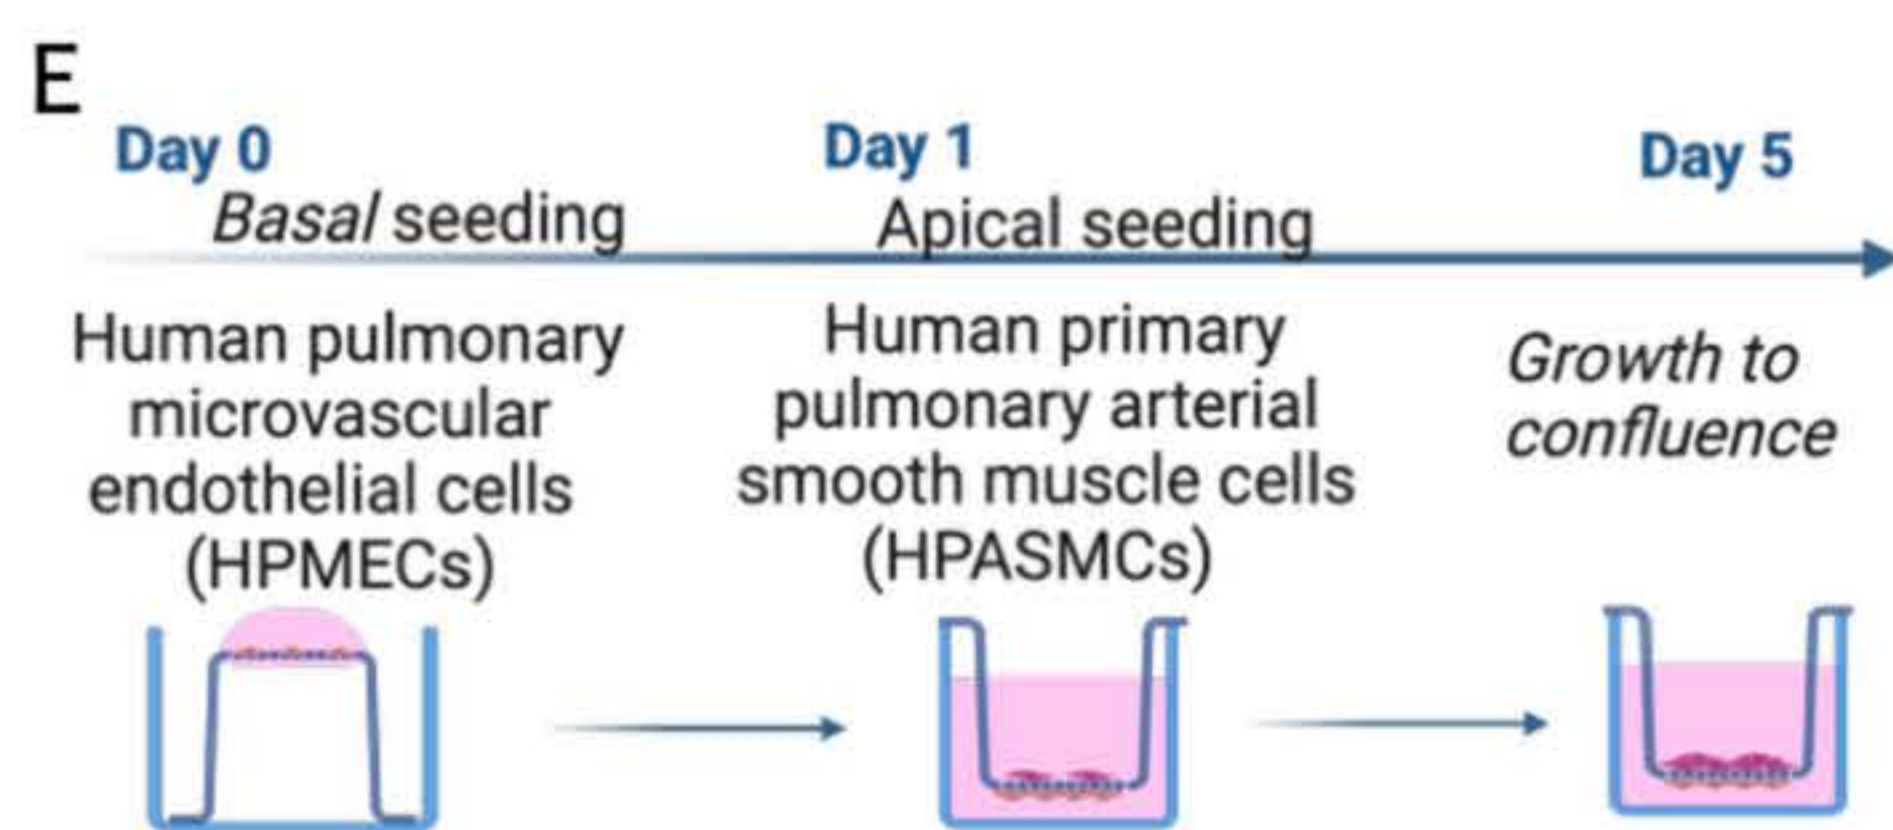 E
Day 0
Basal seeding
Human pulmonary
microvascular
endothelial cells
(HPMECs)
Day 1
Apical seeding
Human primary
pulmonary arterial
smooth muscle cells
(HPASMCs)
Day 5
Growth to
confluence